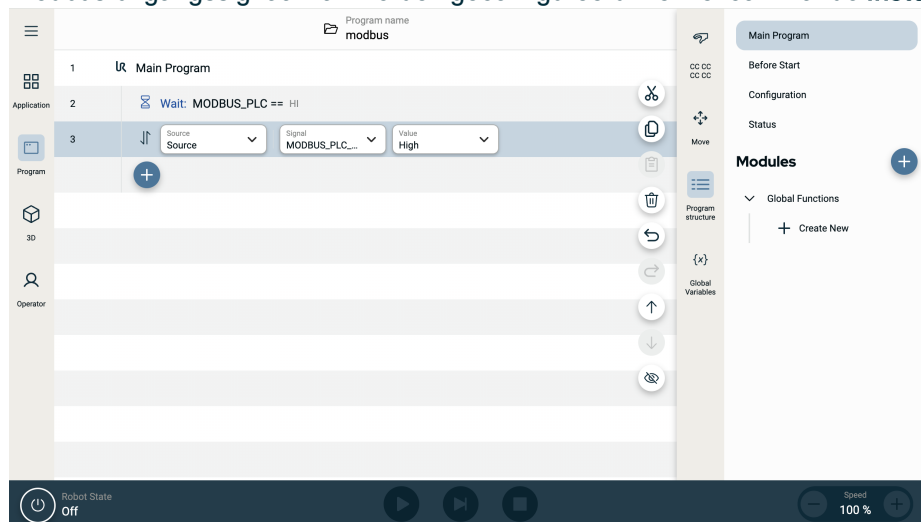 Program name
modbus
Application
Program
3D
Operator
1 Main Program
2 Wait: MODBUS_PLC == HI
3 Source Source Signal MODBUS_PLC_... Value High
CC CC
CC CC
Move
Program
structure
{x}
Global
Variables
Main Program
Before Start
Configuration
Status
Modules
Global Functions
Create New
Robot State
Off
Speed
100 %